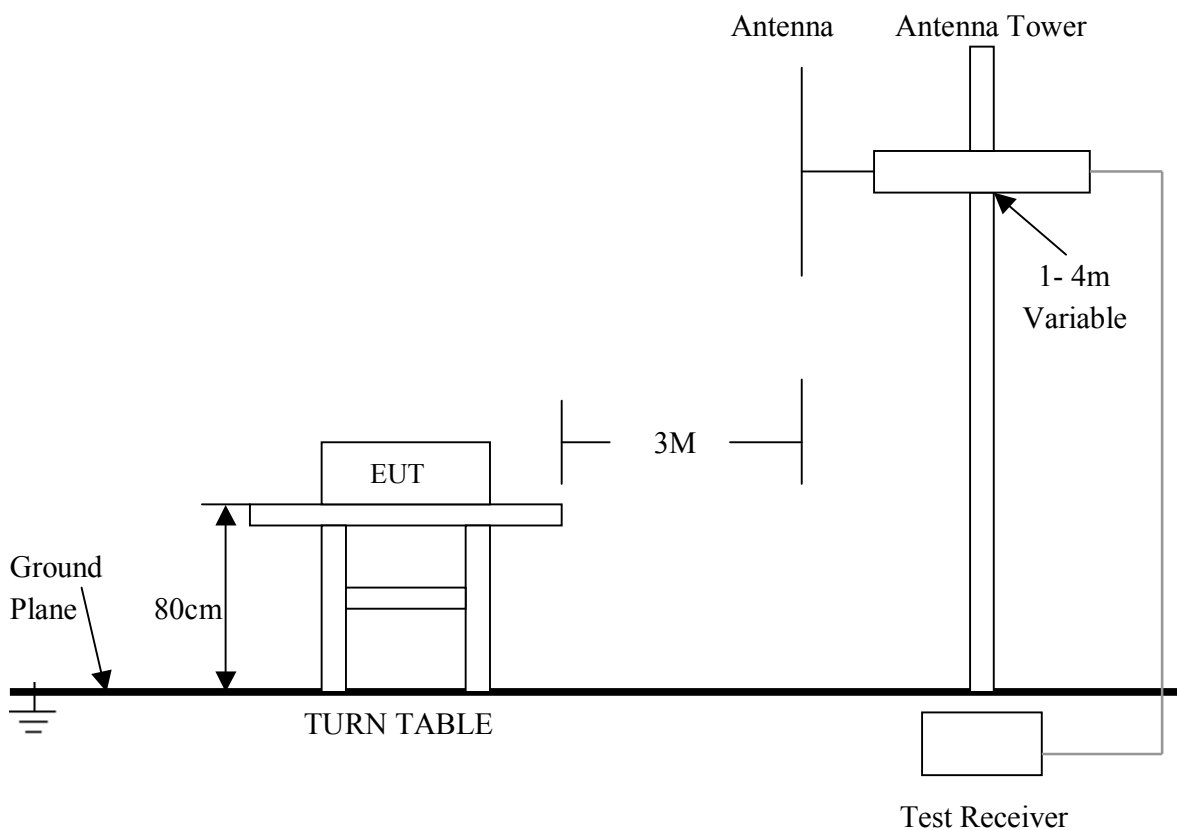 Antenna
Antenna Tower
1- 4m
Variable
3M
EUT
Ground
Plane
80cm
TURN TABLE
Test Receiver